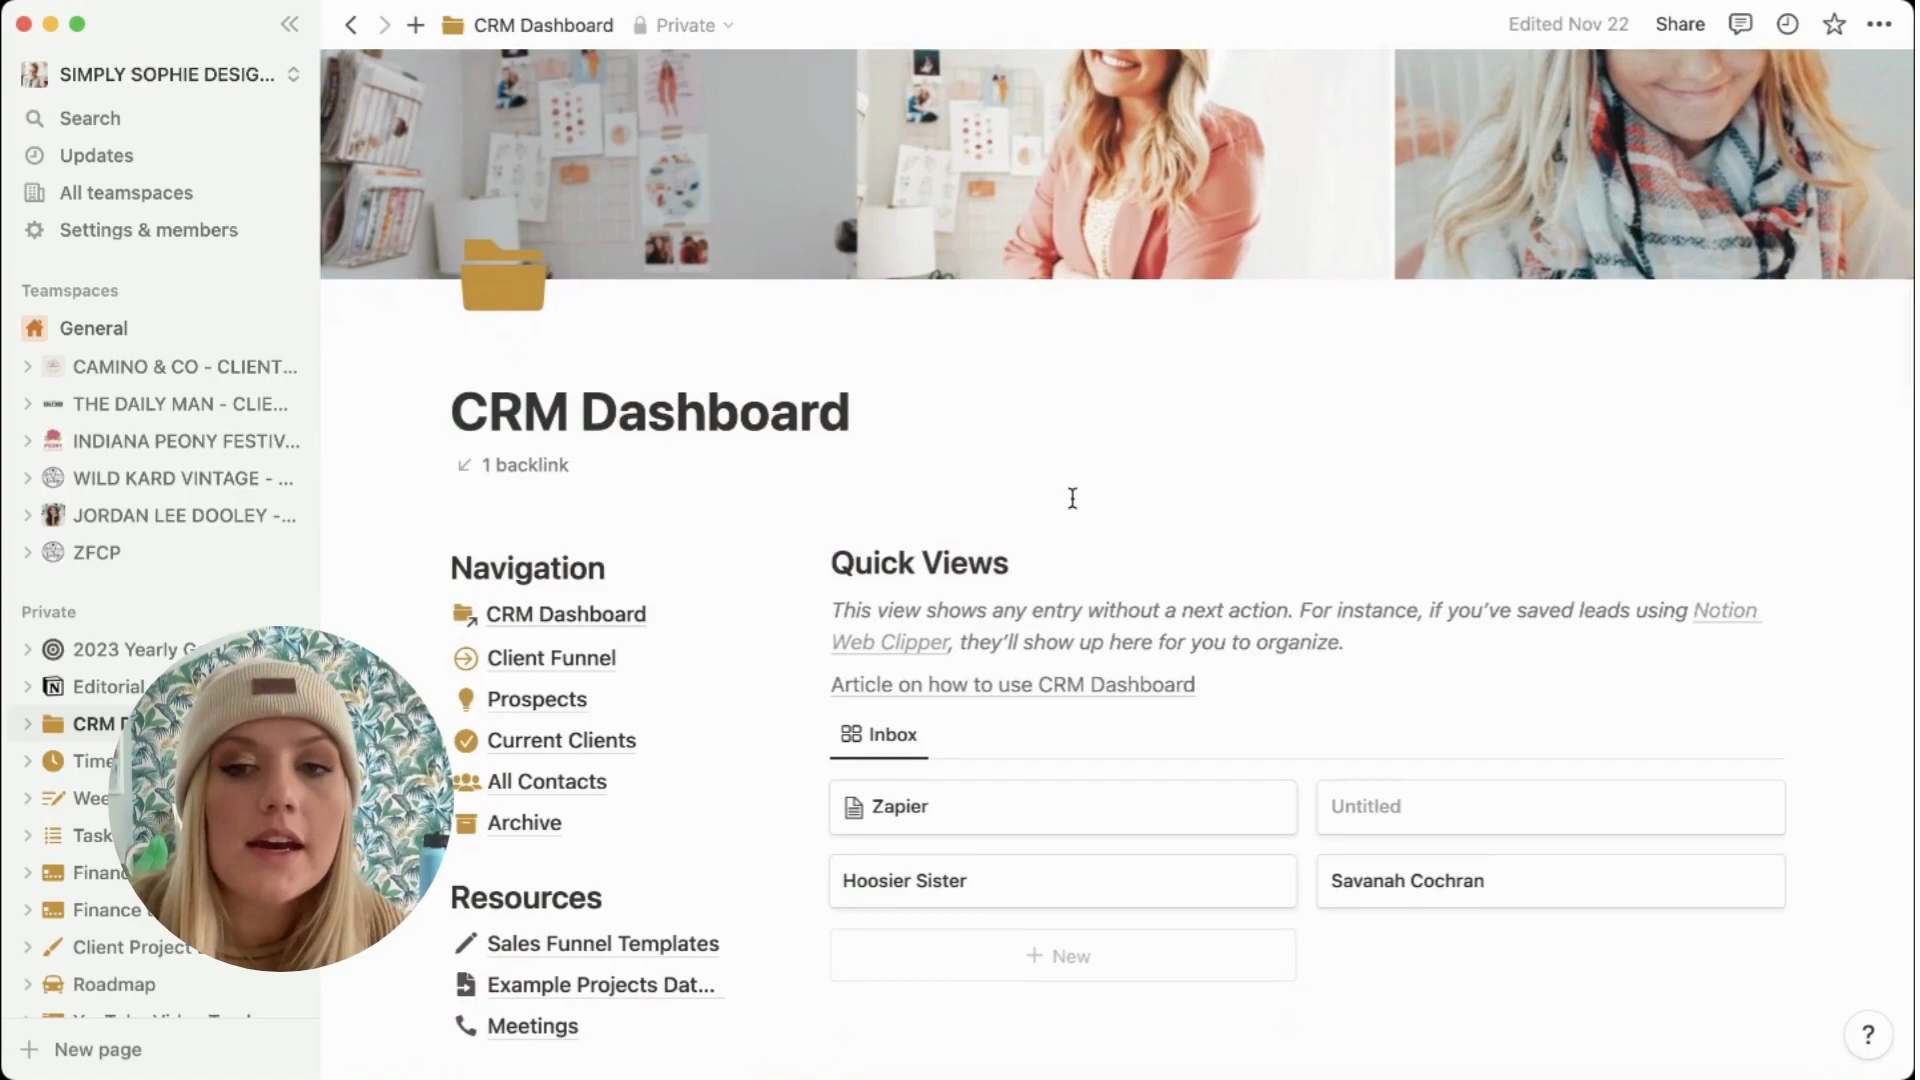 CRM Dashboard
Private
Edited Nov 22
Share
SIMPLY SOPHIE DESIG...
Search
Updates
All teamspaces
Settings & members
Teamspaces
General
CAMINO & CO - CLIENT...
THE DAILY MAN - CLIE...
INDIANA PEONY FESTIV...
WILD KARD VINTAGE - ...
JORDAN LEE DOOLEY -...
ZFCP
Private
2023 Yearly G
Editorial
CRM D
Time
Wee
Task
Financ
Finance
Client Project
Roadmap
New page
CRM Dashboard
1 backlink
Navigation
CRM Dashboard
Client Funnel
Prospects
Current Clients
All Contacts
Archive
Resources
Sales Funnel Templates
Example Projects Dat...
Meetings
Quick Views
This view shows any entry without a next action. For instance, if you've saved leads using Notion
Web Clipper, they'll show up here for you to organize.
Article on how to use CRM Dashboard
Inbox
Zapier
Untitled
Hoosier Sister
Savanah Cochran
+ New
?